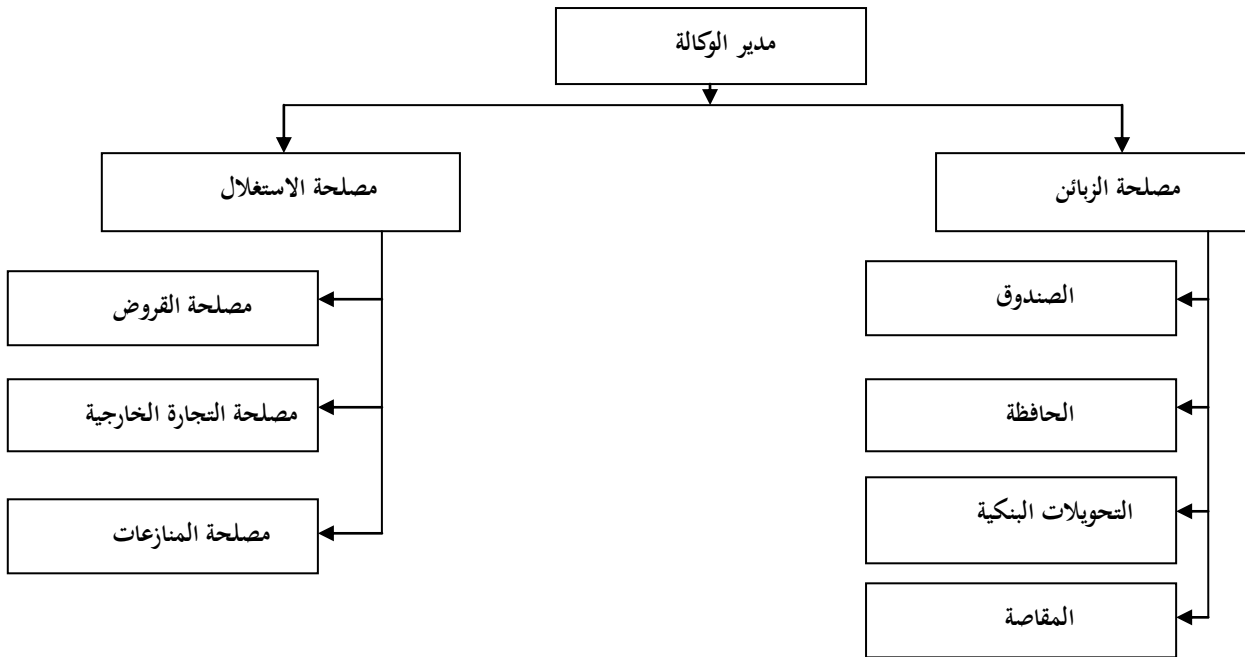 مدير الوكالة
مصلحة الزبائن
مصلحة الاستغلال
الصندوق
مصلحة القروض
الحافظة
مصلحة التجارة الخارجية
التحويلات البنكية
مصلحة المنازعات
المقاصة